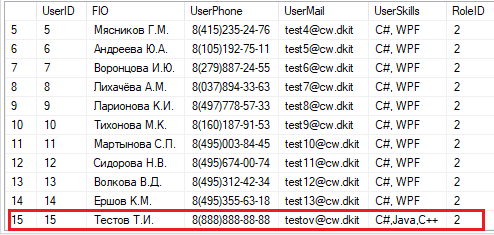 UserID FIO UserPhone UserMail UserSkills RoleID
5 5 Мясников Г.М. 8(415)235-24-76 test4@cw.dkit C#, WPF 2
6 6 Андреева Ю.А. 8(105)192-75-11 test5@cw.dkit C#, WPF 2
7 7 Воронцова И.Ю. 8(279)887-24-55 test6@cw.dkit C#, WPF 2
8 8 Лихачёва А.М. 8(037)894-33-63 test7@cw.dkit C#, WPF 2
9 9 Ларионова К.И. 8(497)778-57-33 test8@cw.dkit C#, WPF 2
10 10 Тихонова М.К. 8(160)187-91-53 test9@cw.dkit C#, WPF 2
11 11 Мартынова С.П. 8(495)003-84-45 test10@cw.dkit C#, WPF 2
12 12 Сидорова Н.В. 8(495)674-00-74 test11@cw.dkit C#, WPF 2
13 13 Волкова В.Д. 8(495)312-42-34 test12@cw.dkit C#, WPF 2
14 14 Ершов К.М. 8(495)355-63-18 test13@cw.dkit C#, WPF 2
15 15 Тестов Т.И. 8(888)888-88-88 testov@cw.dkit C#,Java,C++ 2